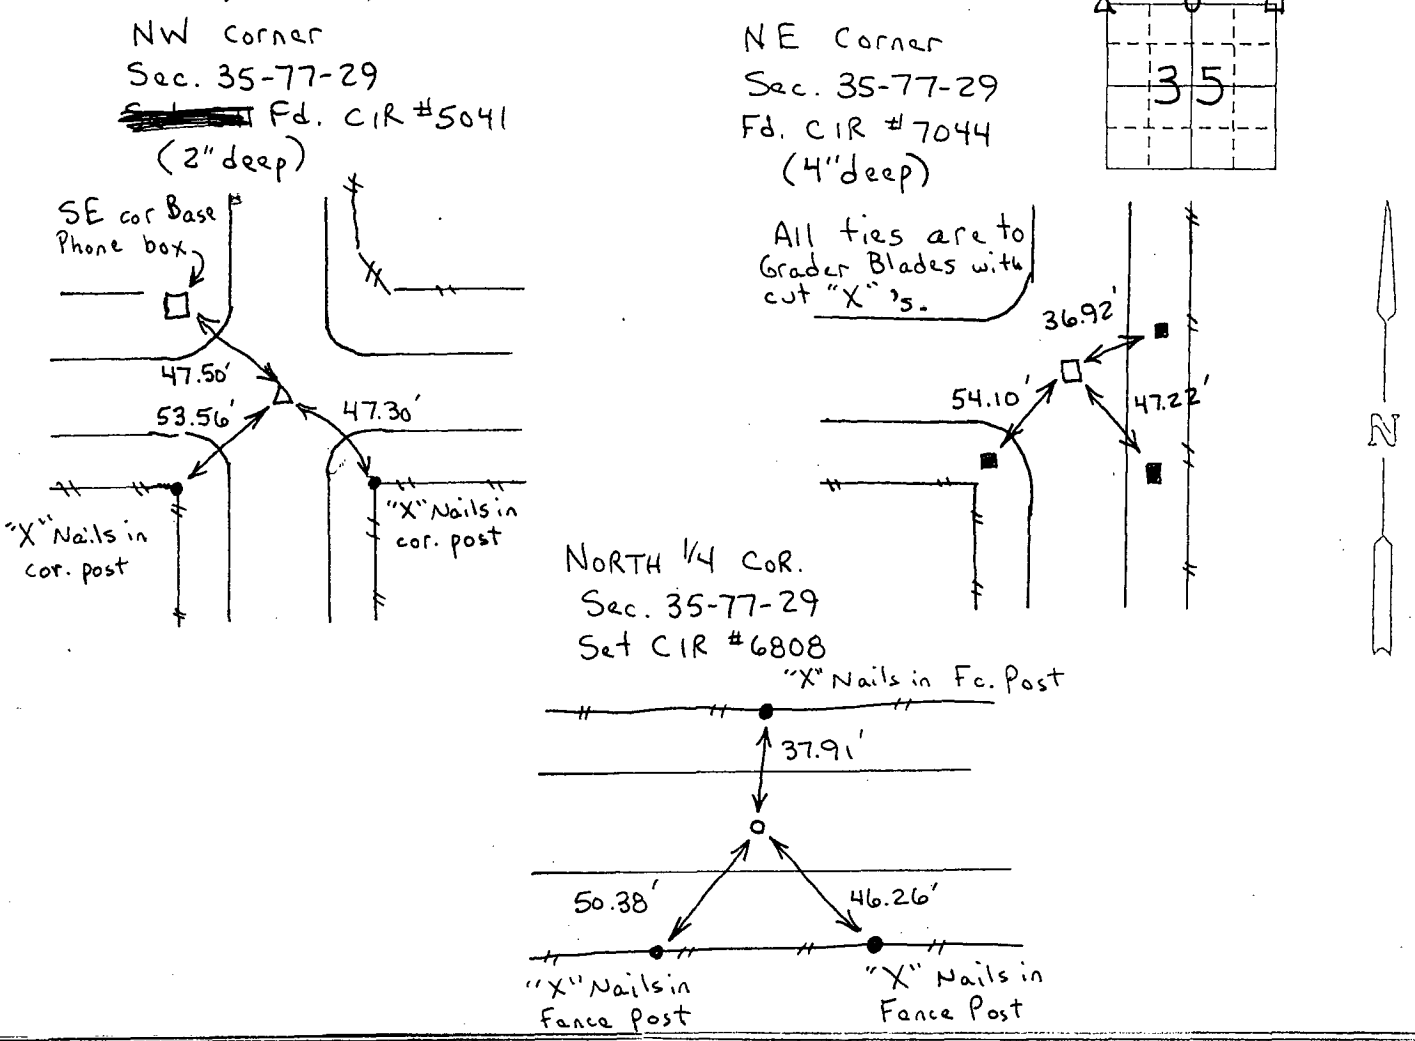 NW Corner
Sec. 35-77-29
Fd. CIR #5041
(2" deep)
SE cor Base
Phone box
47.50'
53.56'
47.30'
"X" Nails in
cor. post
"X" Nails in
cor. post
NE Corner
Sec. 35-77-29
Fd. CIR #7044
(4" deep)
35
All ties are to
Grader Blades with
cut "X" 's.
36.92'
54.10'
47.22'
N
NORTH 1/4 COR.
Sec. 35-77-29
Set CIR #6808
"X" Nails in Fc. Post
37.91'
50.38'
46.26'
"X" Nails in
Fence Post
"X" Nails in
Fence Post